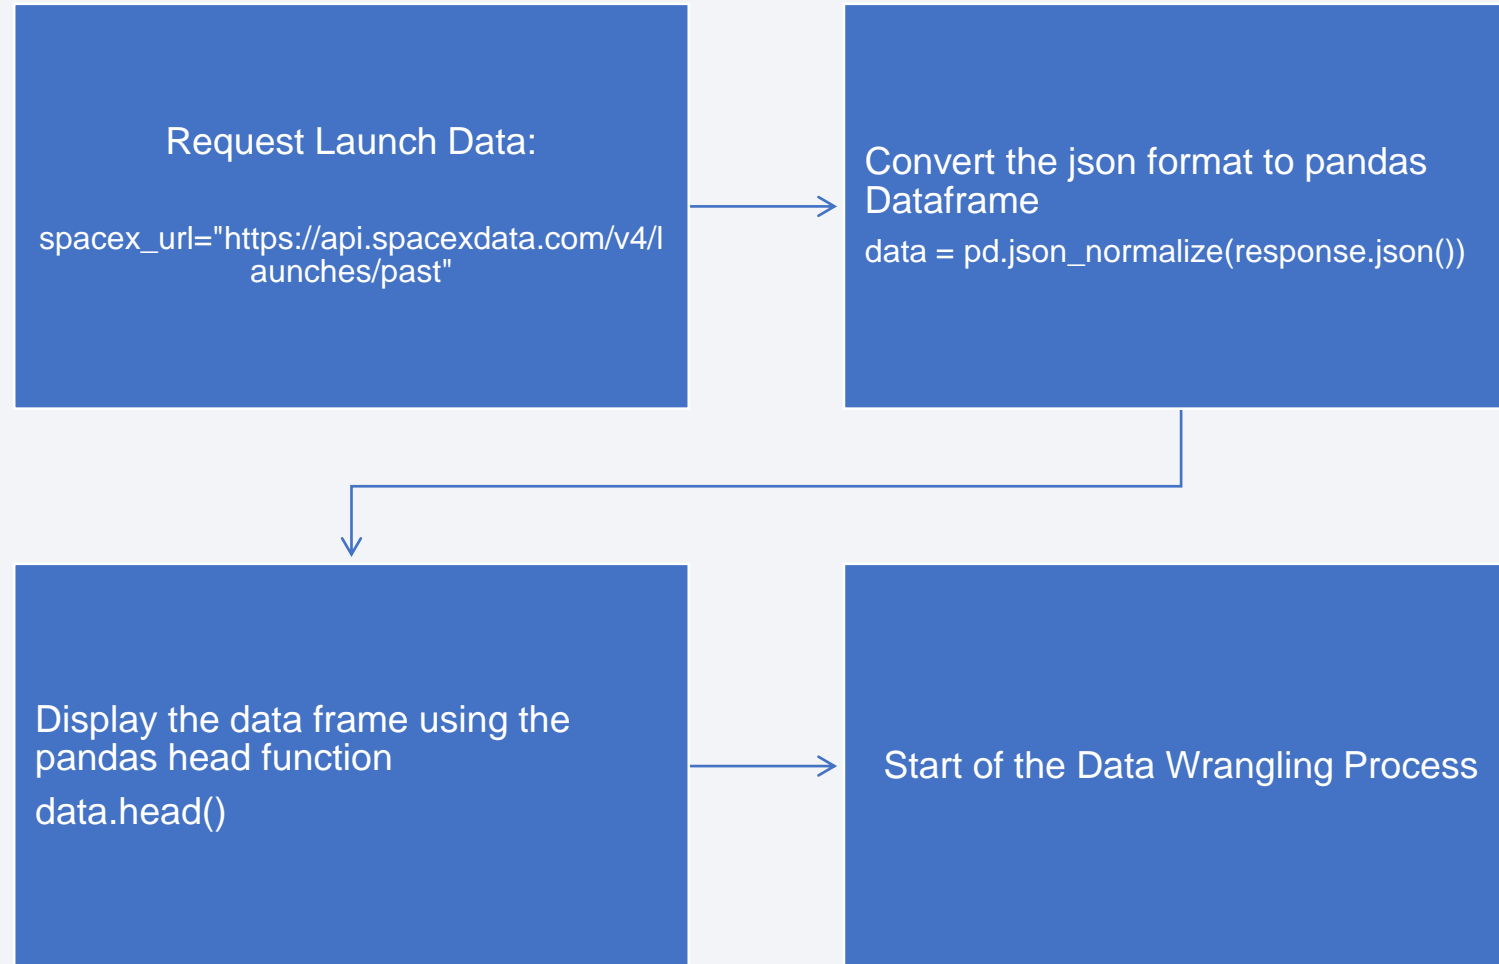 Request Launch Data:
spacex_url="https://api.spacexdata.com/v4/l
aunches/past"
Convert the json format to pandas
Dataframe
data = pd.json_normalize(response.json())
Display the data frame using the
pandas head function
data.head()
Start of the Data Wrangling Process